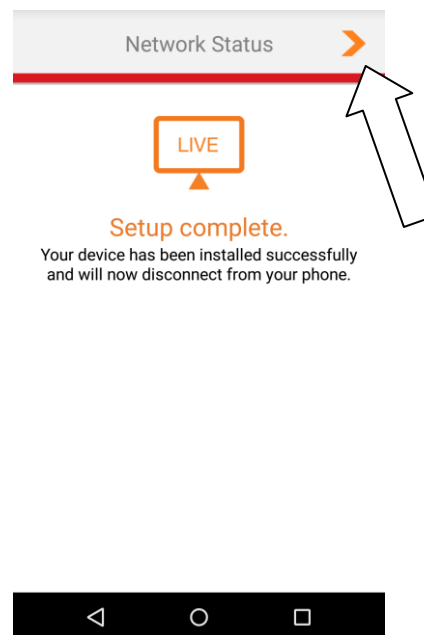 Network Status
LIVE
Setup complete.
Your device has been installed successfully
and will now disconnect from your phone.